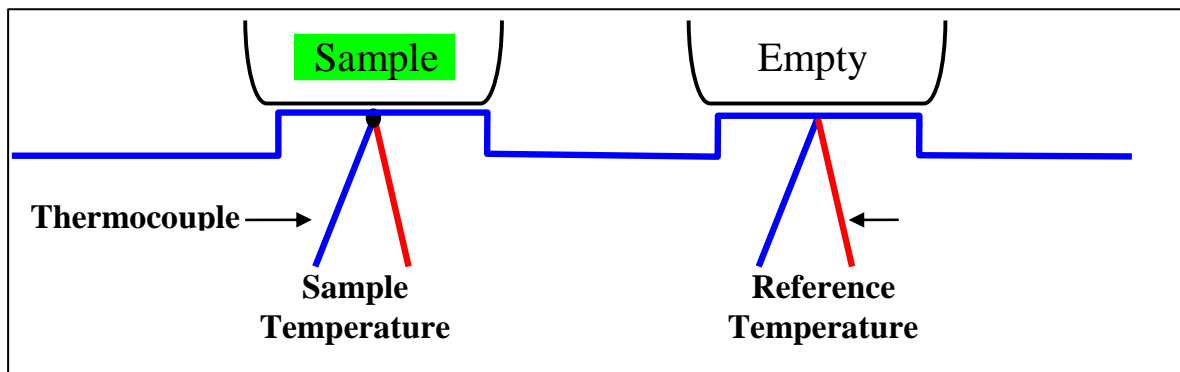 Sample
Empty
Thermocouple
Sample
Temperature
Reference
Temperature